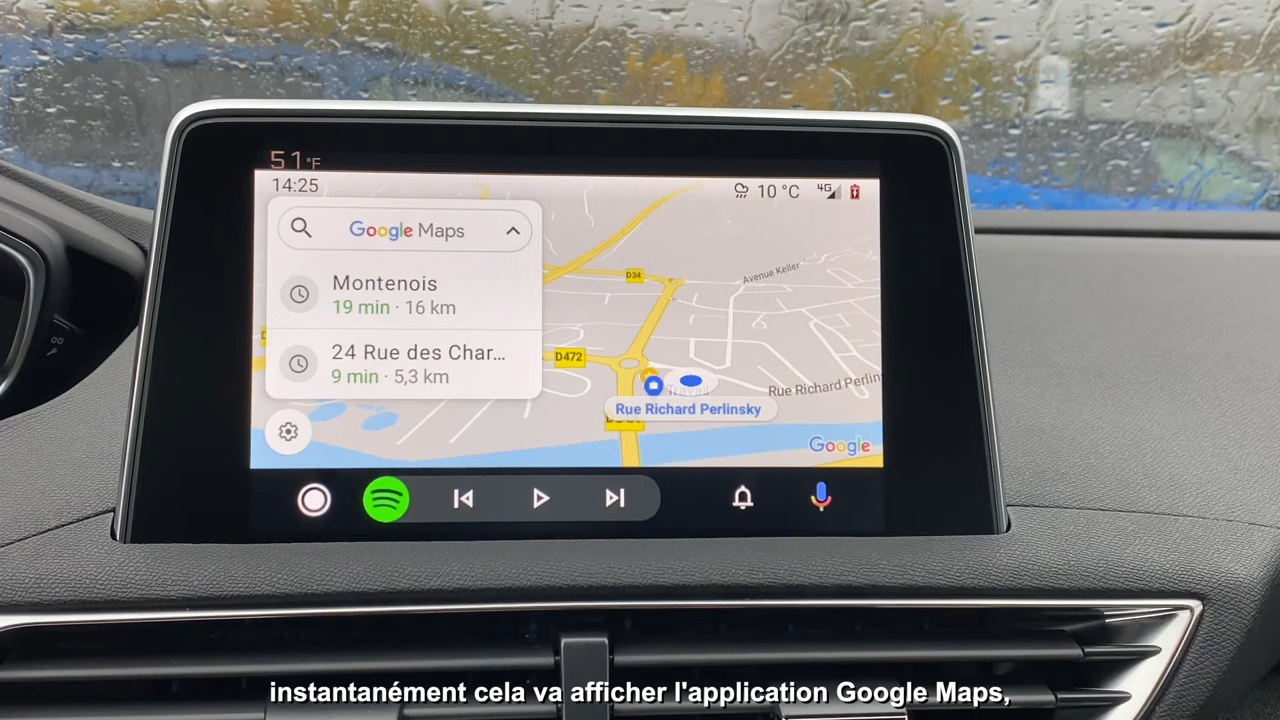 51°F
14:25
10 °C
4G
Google Maps
Montenois
19 min · 16 km
24 Rue des Char...
9 min · 5,3 km
D34
Avenue Keller
D472
Travail
Rue Richard Perlin
Rue Richard Perlinsky
Google
instantanément cela va afficher l'application Google Maps,